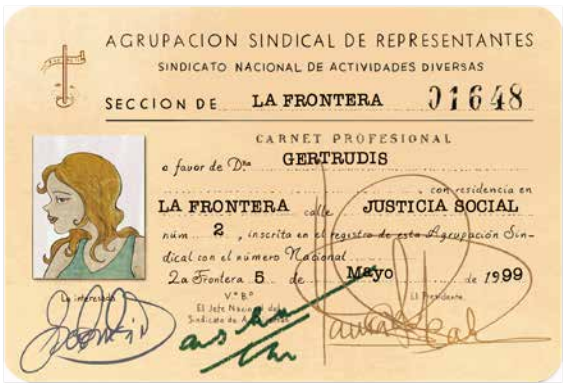 AGRUPACION SINDICAL DE REPRESENTANTES
SINDICATO NACIONAL DE ACTIVIDADES DIVERSAS
SECCION DE LA FRONTERA 01648
CARNET PROFESIONAL
a favor de D.ña GERTRUDIS
, con residencia en
LA FRONTERA calle JUSTICIA SOCIAL
núm 2, inscrita en el registro de esta Agrupación Sin-
dical con el número Nacional
La Frontera 5 de Mayo de 1999
La interesada V.º B.º El Presidente
El Jefe Nacional del
Sindicato de